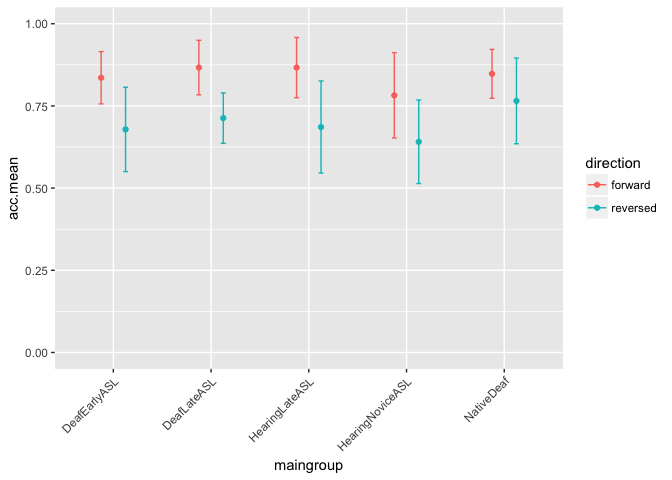 1.00
0.75
0.50
0.25
0.00
acc.mean
DeafEarlyASL
DeafLateASL
HearingLateASL
HearingNoviceASL
NativeDeaf
maingroup
direction
forward
reversed